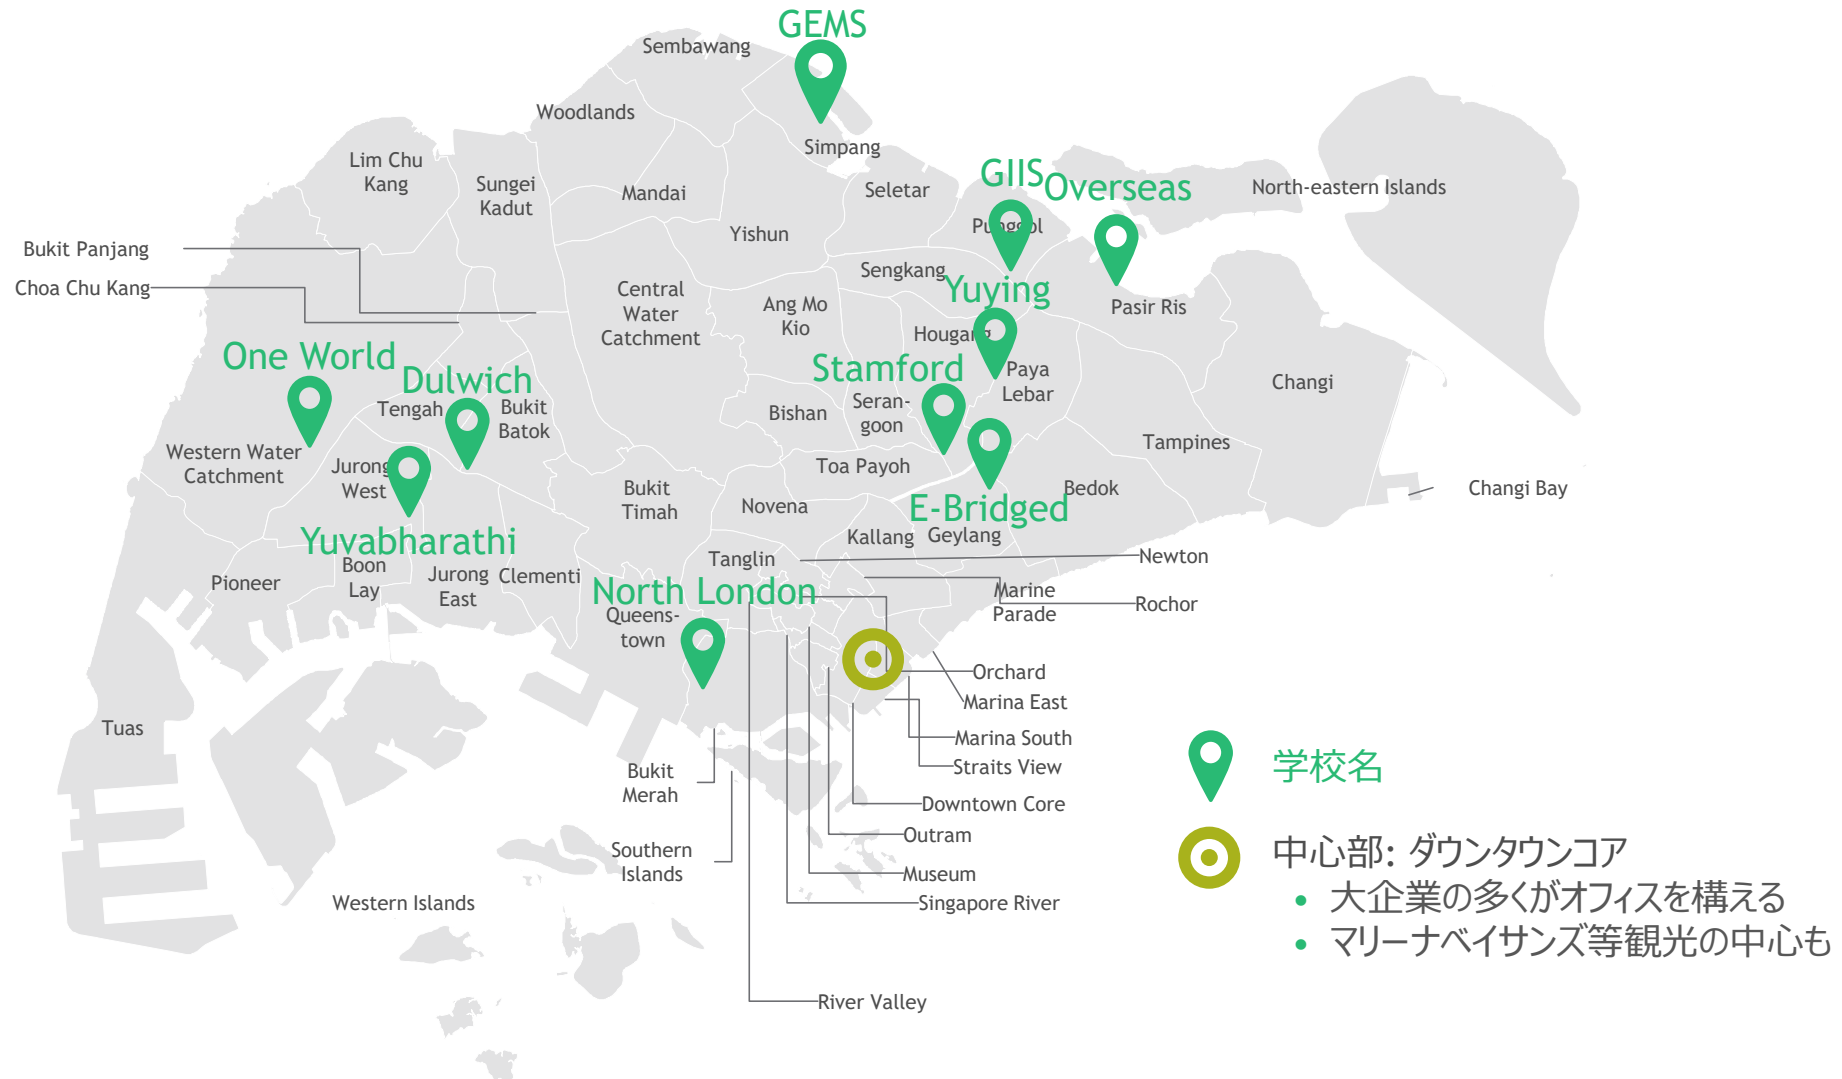 GEMS
Sembawang
Woodlands
Simpang
Lim Chu
Kang
Sungei
Kadut
Mandai
Seletar
GIIS
Overseas
North-eastern Islands
Punggol
Yishun
Bukit Panjang
Choa Chu Kang
Sengkang
Yuying
Central
Water
Catchment
Ang Mo
Kio
Hougang
Pasir Ris
One World
Dulwich
Stamford
Paya
Lebar
Changi
Tengah
Bukit
Batok
Bishan
Seran-
goon
Tampines
Western Water
Catchment
Jurong
West
Toa Payoh
Bukit
Timah
Novena
Bedok
Changi Bay
E-Bridged
Yuvabharathi
Kallang
Geylang
Tanglin
Newton
Pioneer
Boon
Lay
Jurong
East
Clementi
North London
Marine
Parade
Rochor
Queens-
town
Orchard
Marina East
Tuas
Marina South
Straits View
Bukit
Merah
Downtown Core
Outram
Southern
Islands
Museum
Singapore River
Western Islands
River Valley
学校名
中心部: ダウンタウンコア
• 大企業の多くがオフィスを構える
• マリーナベイサンズ等観光の中心も